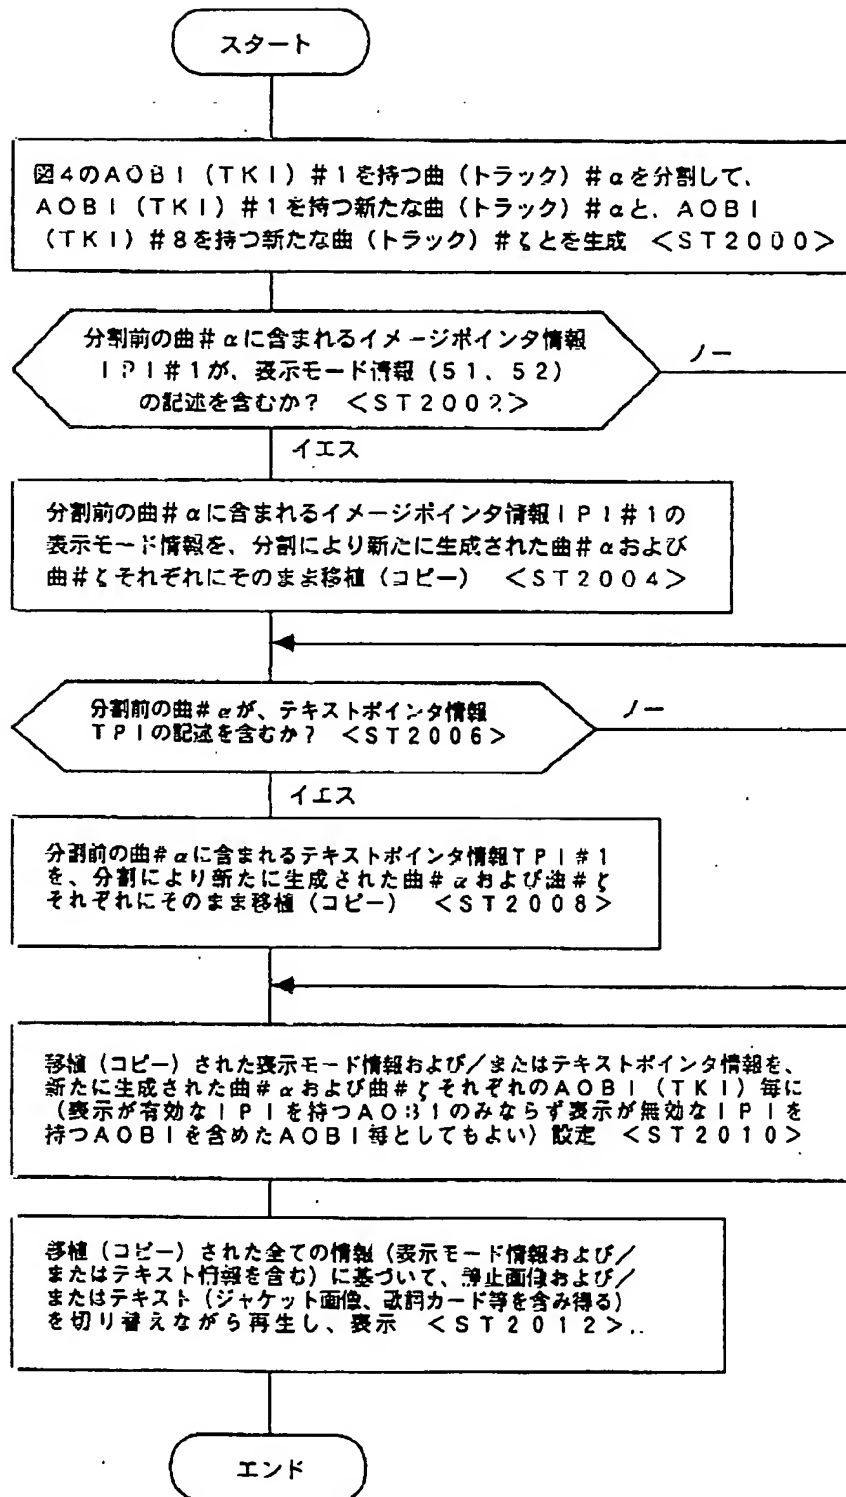 スタート
図4のAOBI（TKI）#1を持つ曲（トラック）#αを分割して、
AOBI（TKI）#1を持つ新たな曲（トラック）#αと、AOBI
（TKI）#8を持つ新たな曲（トラック）#ζとを生成 <ST2000>
分割前の曲#αに含まれるイメージポインタ情報
IPI#1が、表示モード情報（51、52）
の記述を含むか？ <ST2002>
ノー
イエス
分割前の曲#αに含まれるイメージポインタ情報IPI#1の
表示モード情報を、分割により新たに生成された曲#αおよび
曲#ζそれぞれにそのまま移植（コピー） <ST2004>
分割前の曲#αが、テキストポインタ情報
TPIの記述を含むか？ <ST2006>
ノー
イエス
分割前の曲#αに含まれるテキストポインタ情報TPI#1
を、分割により新たに生成された曲#αおよび曲#ζ
それぞれにそのまま移植（コピー） <ST2008>
移植（コピー）された表示モード情報および／またはテキストポインタ情報を、
新たに生成された曲#αおよび曲#ζそれぞれのAOBI（TKI）毎に
（表示が有効なIPIを持つAOBIのみならず表示が無効なIPIを
持つAOBIを含めたAOBI毎としてもよい）設定 <ST2010>
移植（コピー）された全ての情報（表示モード情報および／
またはテキスト情報を含む）に基づいて、静止画像および／
またはテキスト（ジャケット画像、歌詞カード等を含み得る）
を切り替えながら再生し、表示 <ST2012>
エンド